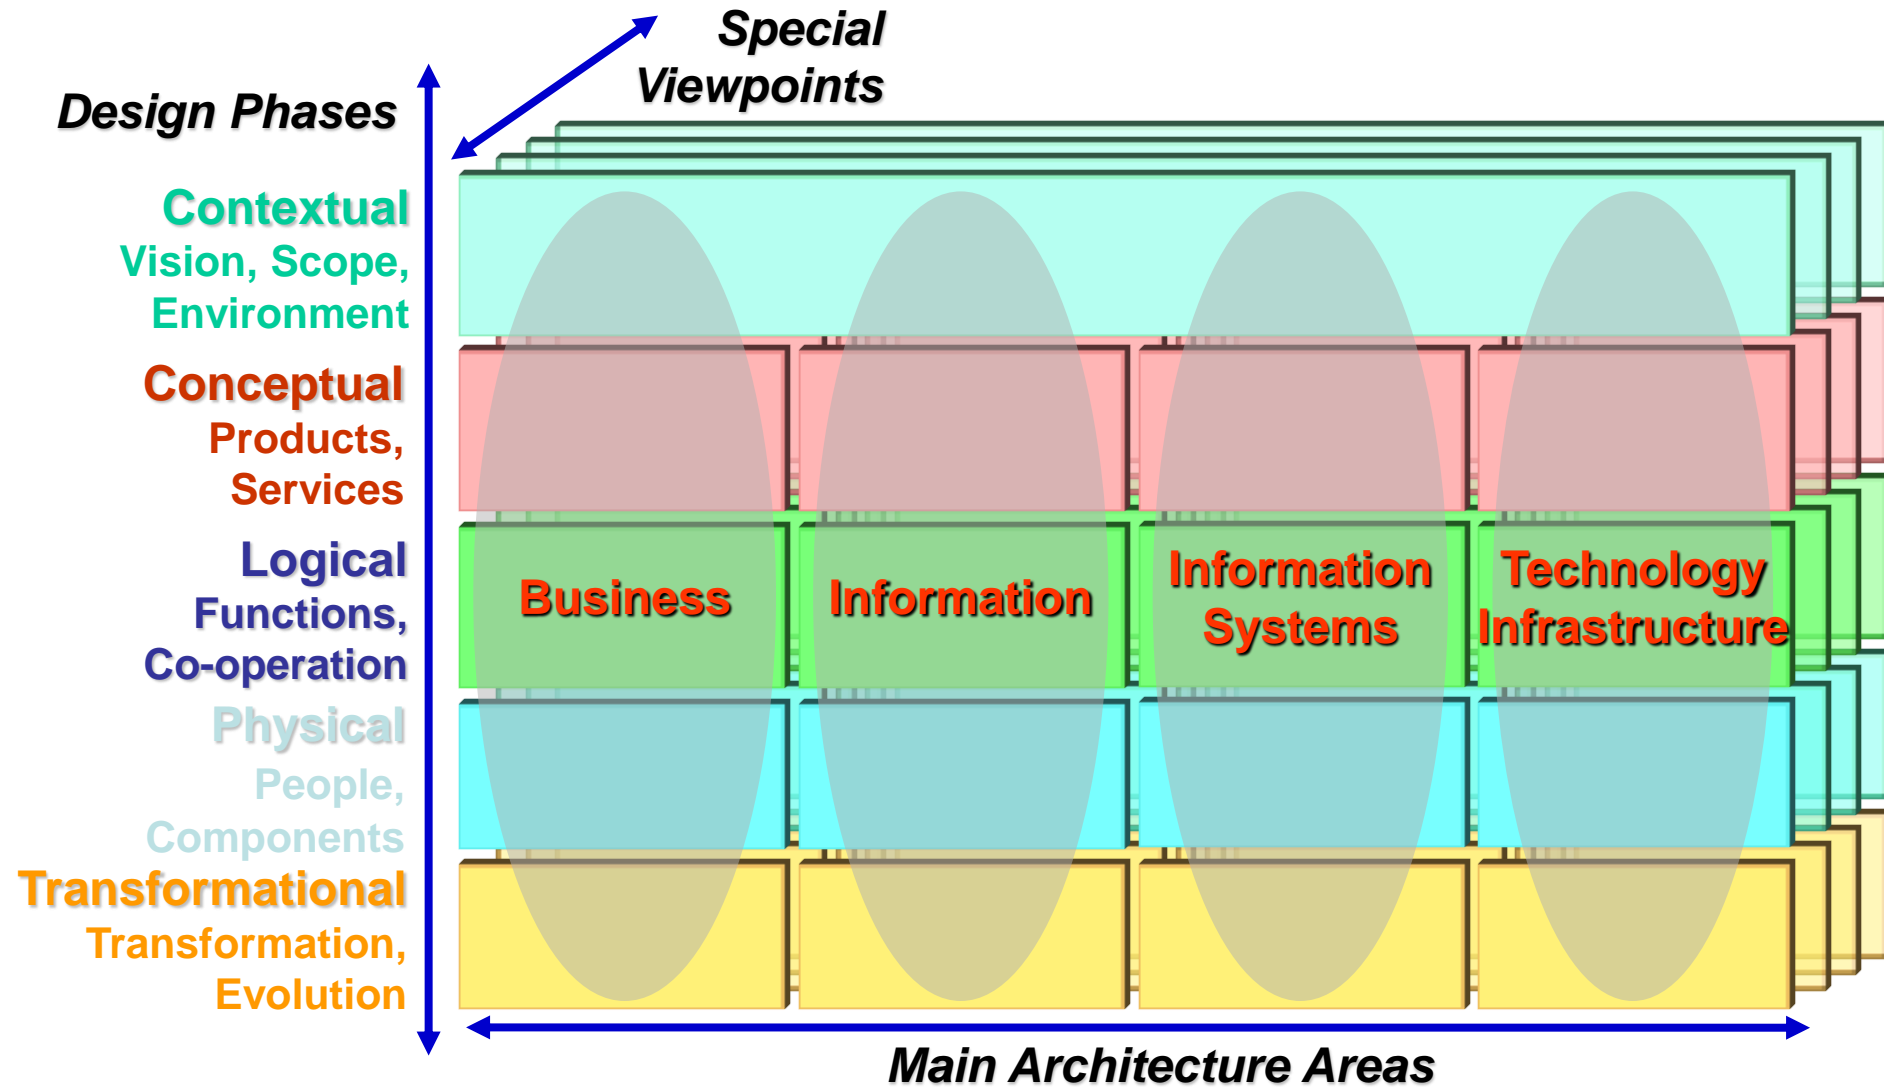 Special
Viewpoints
Design Phases
Contextual
Vision, Scope,
Environment
Conceptual
Products,
Services
Logical
Functions,
Co-operation
Physical
People,
Components
Transformational
Transformation,
Evolution
Business
Information
Information
Systems
Technology
Infrastructure
Main Architecture Areas